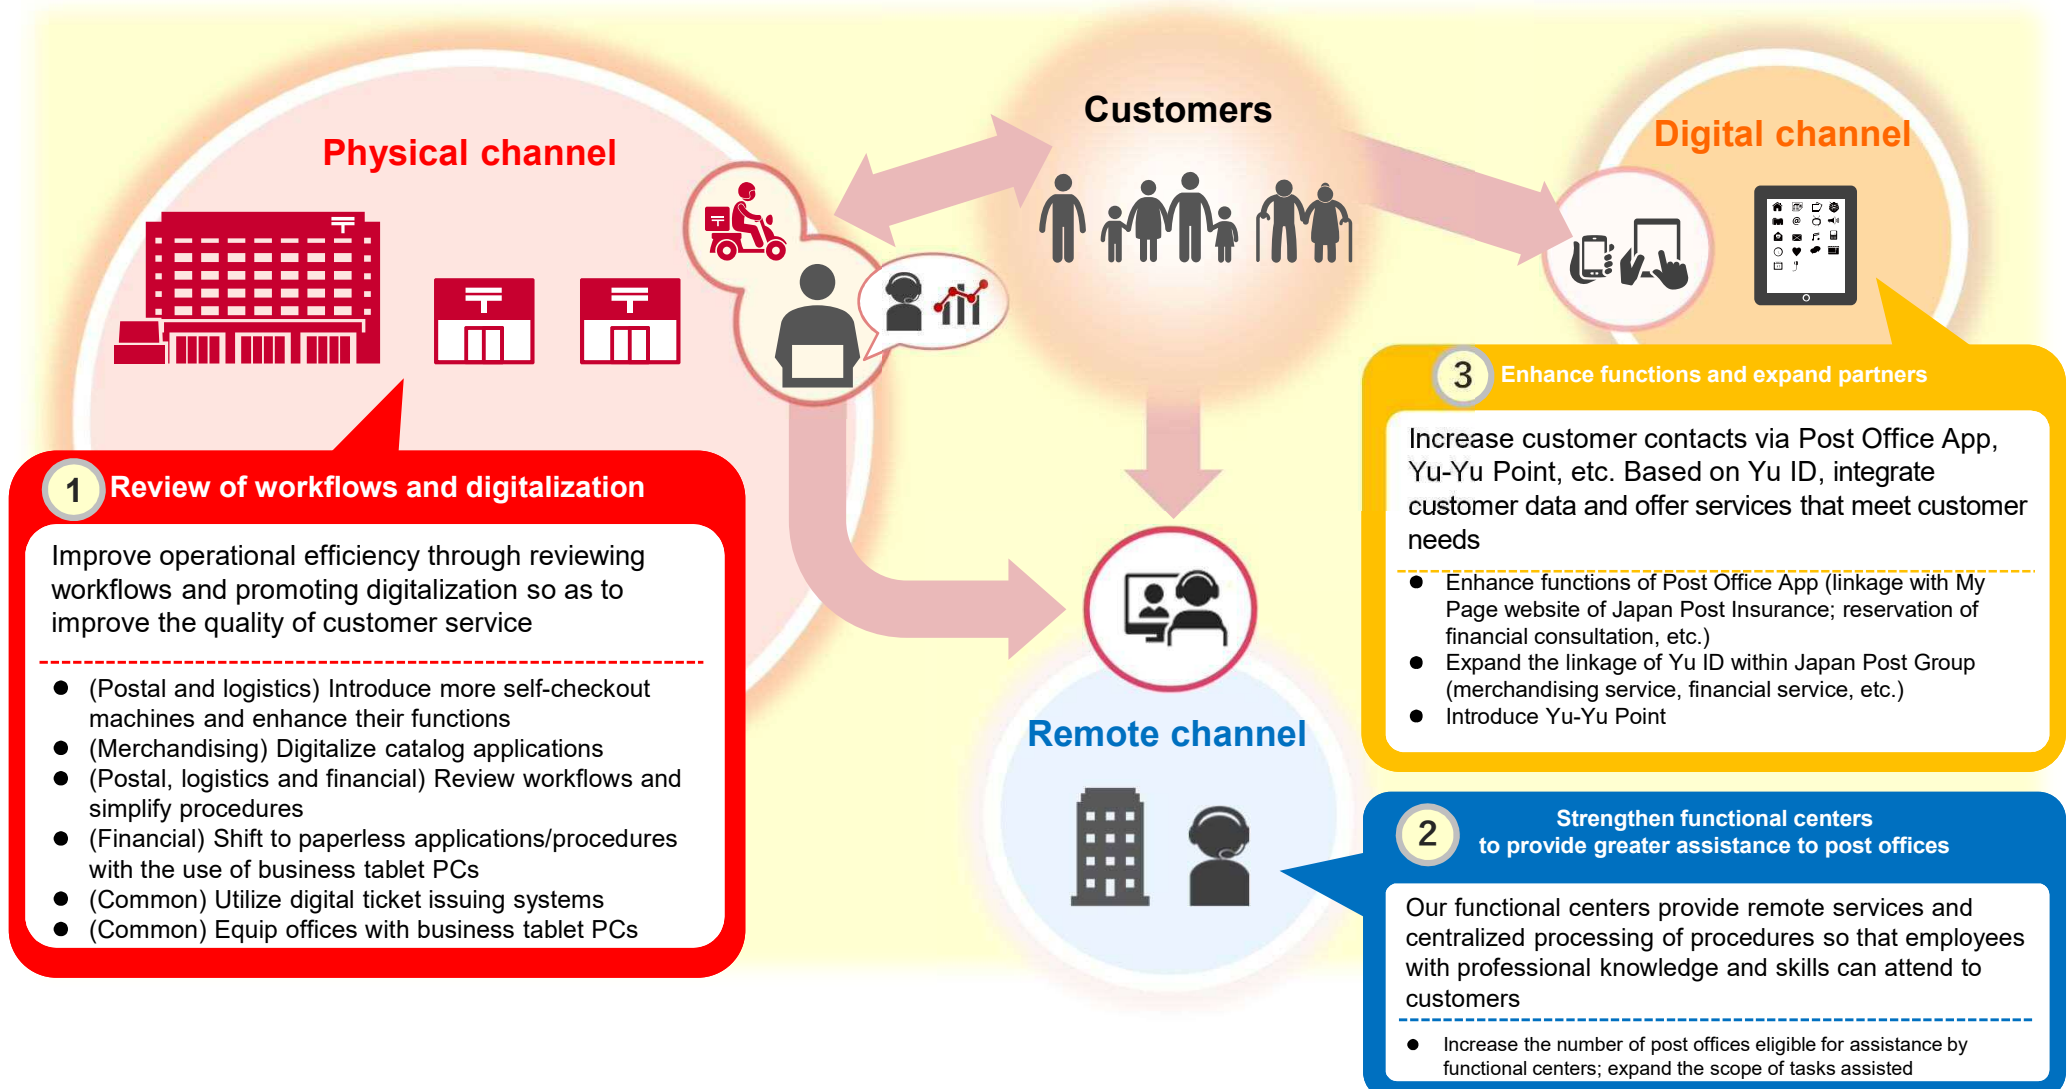 Customers
Physical channel
Digital channel
1 Review of workflows and digitalization
Improve operational efficiency through reviewing
workflows and promoting digitalization so as to
improve the quality of customer service
● (Postal and logistics) Introduce more self-checkout
machines and enhance their functions
● (Merchandising) Digitalize catalog applications
● (Postal, logistics and financial) Review workflows and
simplify procedures
● (Financial) Shift to paperless applications/procedures
with the use of business tablet PCs
● (Common) Utilize digital ticket issuing systems
● (Common) Equip offices with business tablet PCs
Remote channel
3 Enhance functions and expand partners
Increase customer contacts via Post Office App,
Yu-Yu Point, etc. Based on Yu ID, integrate
customer data and offer services that meet customer
needs
● Enhance functions of Post Office App (linkage with My
Page website of Japan Post Insurance; reservation of
financial consultation, etc.)
● Expand the linkage of Yu ID within Japan Post Group
(merchandising service, financial service, etc.)
● Introduce Yu-Yu Point
2 Strengthen functional centers
to provide greater assistance to post offices
Our functional centers provide remote services and
centralized processing of procedures so that employees
with professional knowledge and skills can attend to
customers
● Increase the number of post offices eligible for assistance by
functional centers; expand the scope of tasks assisted